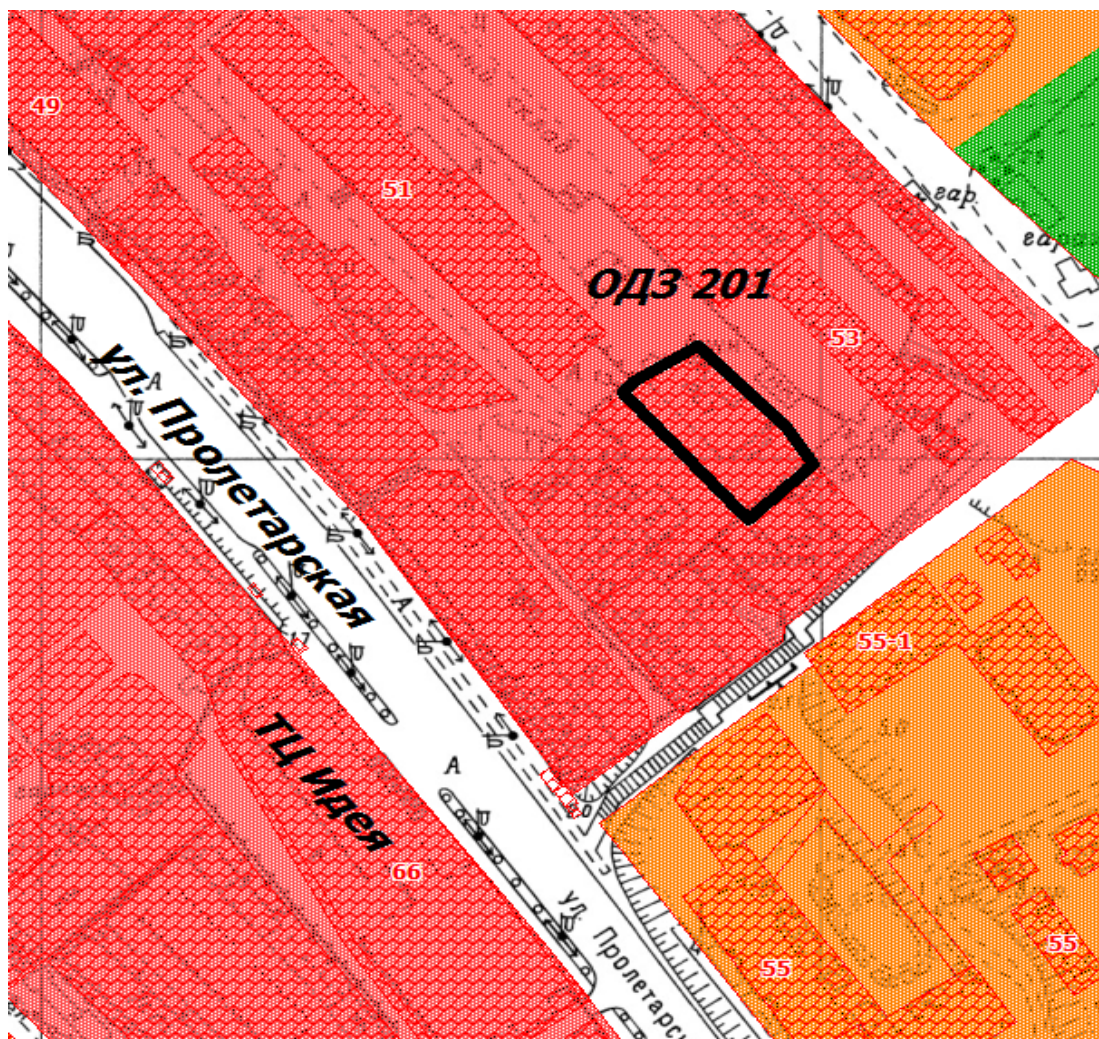 49
51
гар.
ОДЗ 201
53
А
ул. Пролетарская
А
55-1
ТЦ Идея
А
66
ул. Пролетарск
55
55